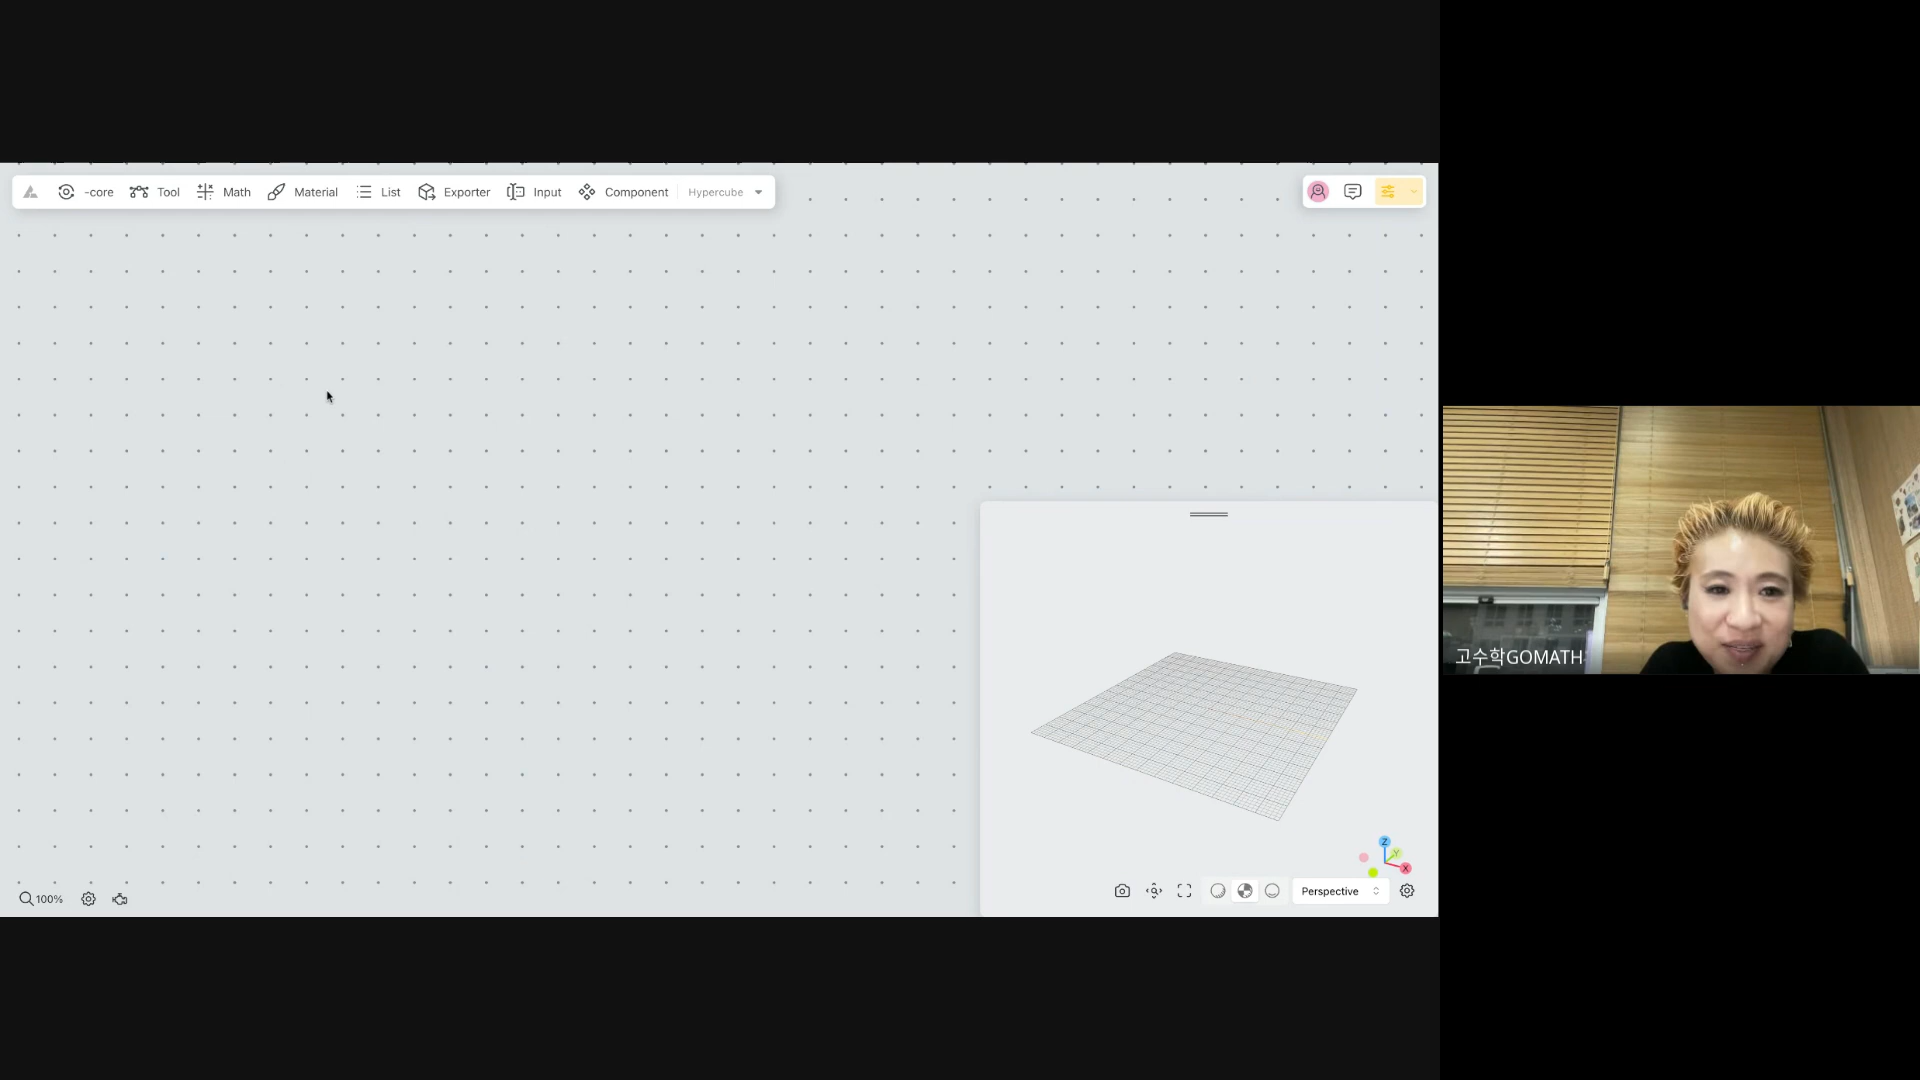 -core Tool Math Material List Exporter Input Component Hypercube
고수학GOMATH
Z
Y
X
100%
Perspective